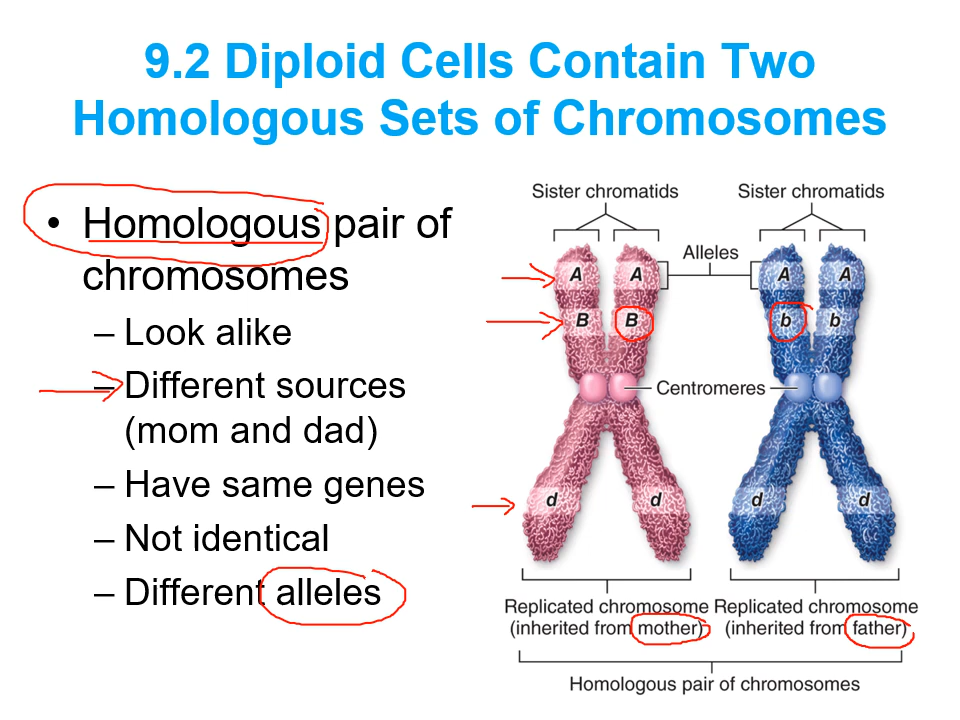 9.2 Diploid Cells Contain Two
Homologous Sets of Chromosomes
• Homologous pair of
chromosomes
– Look alike
– Different sources
(mom and dad)
– Have same genes
– Not identical
– Different alleles
Sister chromatids Sister chromatids
Alleles
A A A A
B B b b
Centromeres
d d d d
Replicated chromosome Replicated chromosome
(inherited from mother) (inherited from father)
Homologous pair of chromosomes